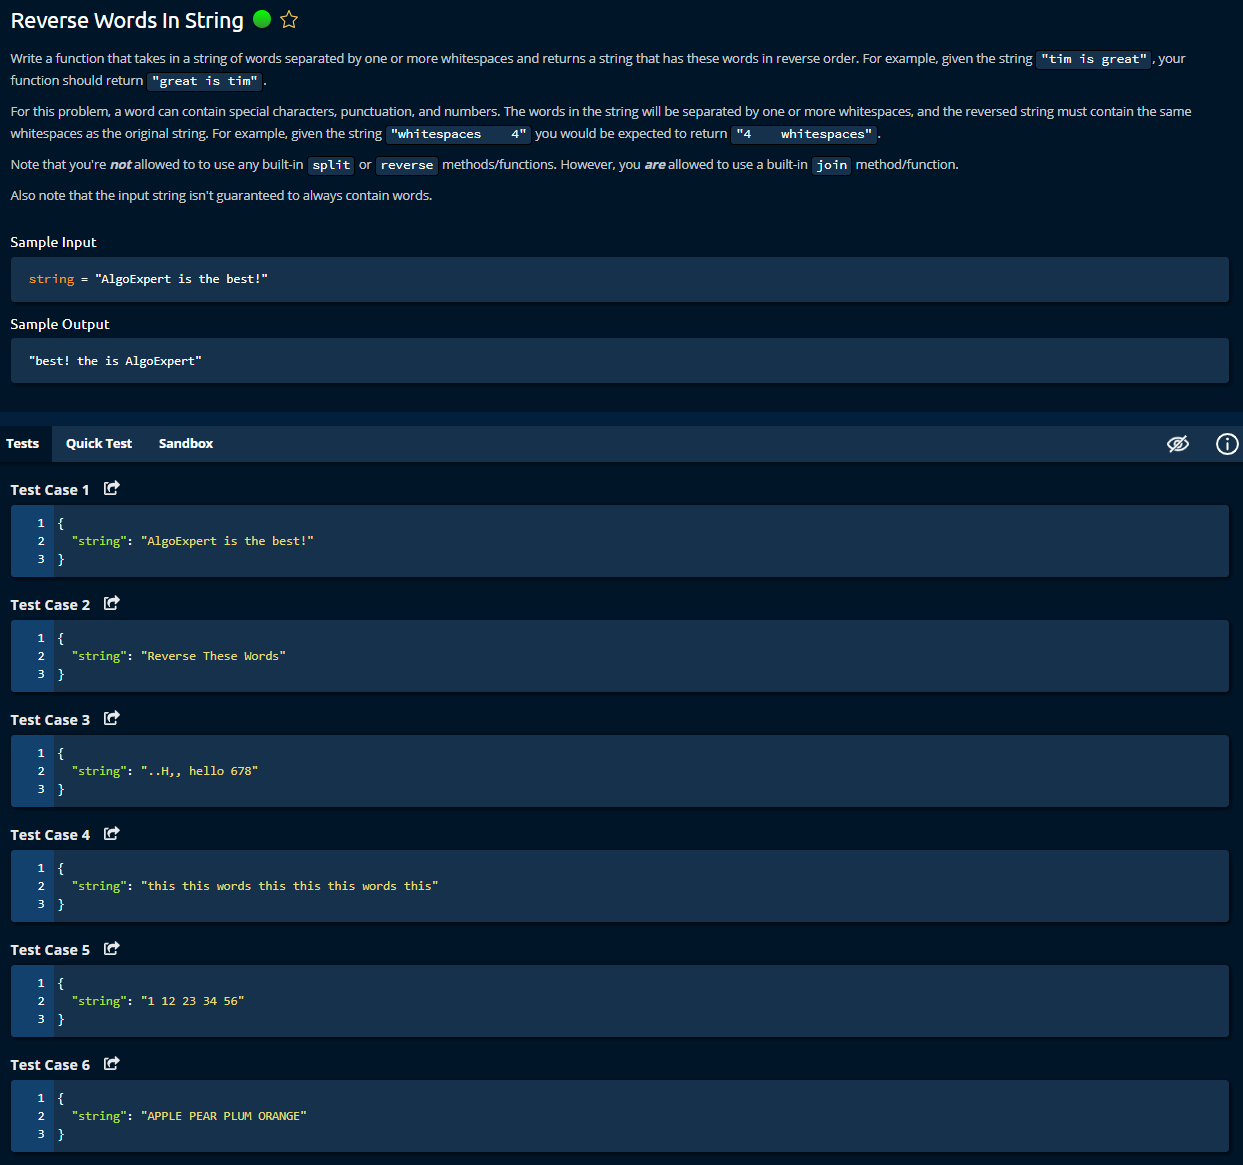 Reverse Words In String
Write a function that takes in a string of words separated by one or more whitespaces and returns a string that has these words in reverse order. For example, given the string "tim is great" , your
function should return "great is tim" .
For this problem, a word can contain special characters, punctuation, and numbers. The words in the string will be separated by one or more whitespaces, and the reversed string must contain the same
whitespaces as the original string. For example, given the string "whitespaces    4" you would be expected to return "4    whitespaces" .
Note that you're not allowed to to use any built-in split or reverse methods/functions. However, you are allowed to use a built-in join method/function.
Also note that the input string isn't guaranteed to always contain words.
Sample Input
string = "AlgoExpert is the best!"
Sample Output
"best! the is AlgoExpert"
Tests Quick Test Sandbox
Test Case 1
1 {
2 "string": "AlgoExpert is the best!"
3 }
Test Case 2
1 {
2 "string": "Reverse These Words"
3 }
Test Case 3
1 {
2 "string": "..H,, hello 678"
3 }
Test Case 4
1 {
2 "string": "this this words this this this words this"
3 }
Test Case 5
1 {
2 "string": "1 12 23 34 56"
3 }
Test Case 6
1 {
2 "string": "APPLE PEAR PLUM ORANGE"
3 }